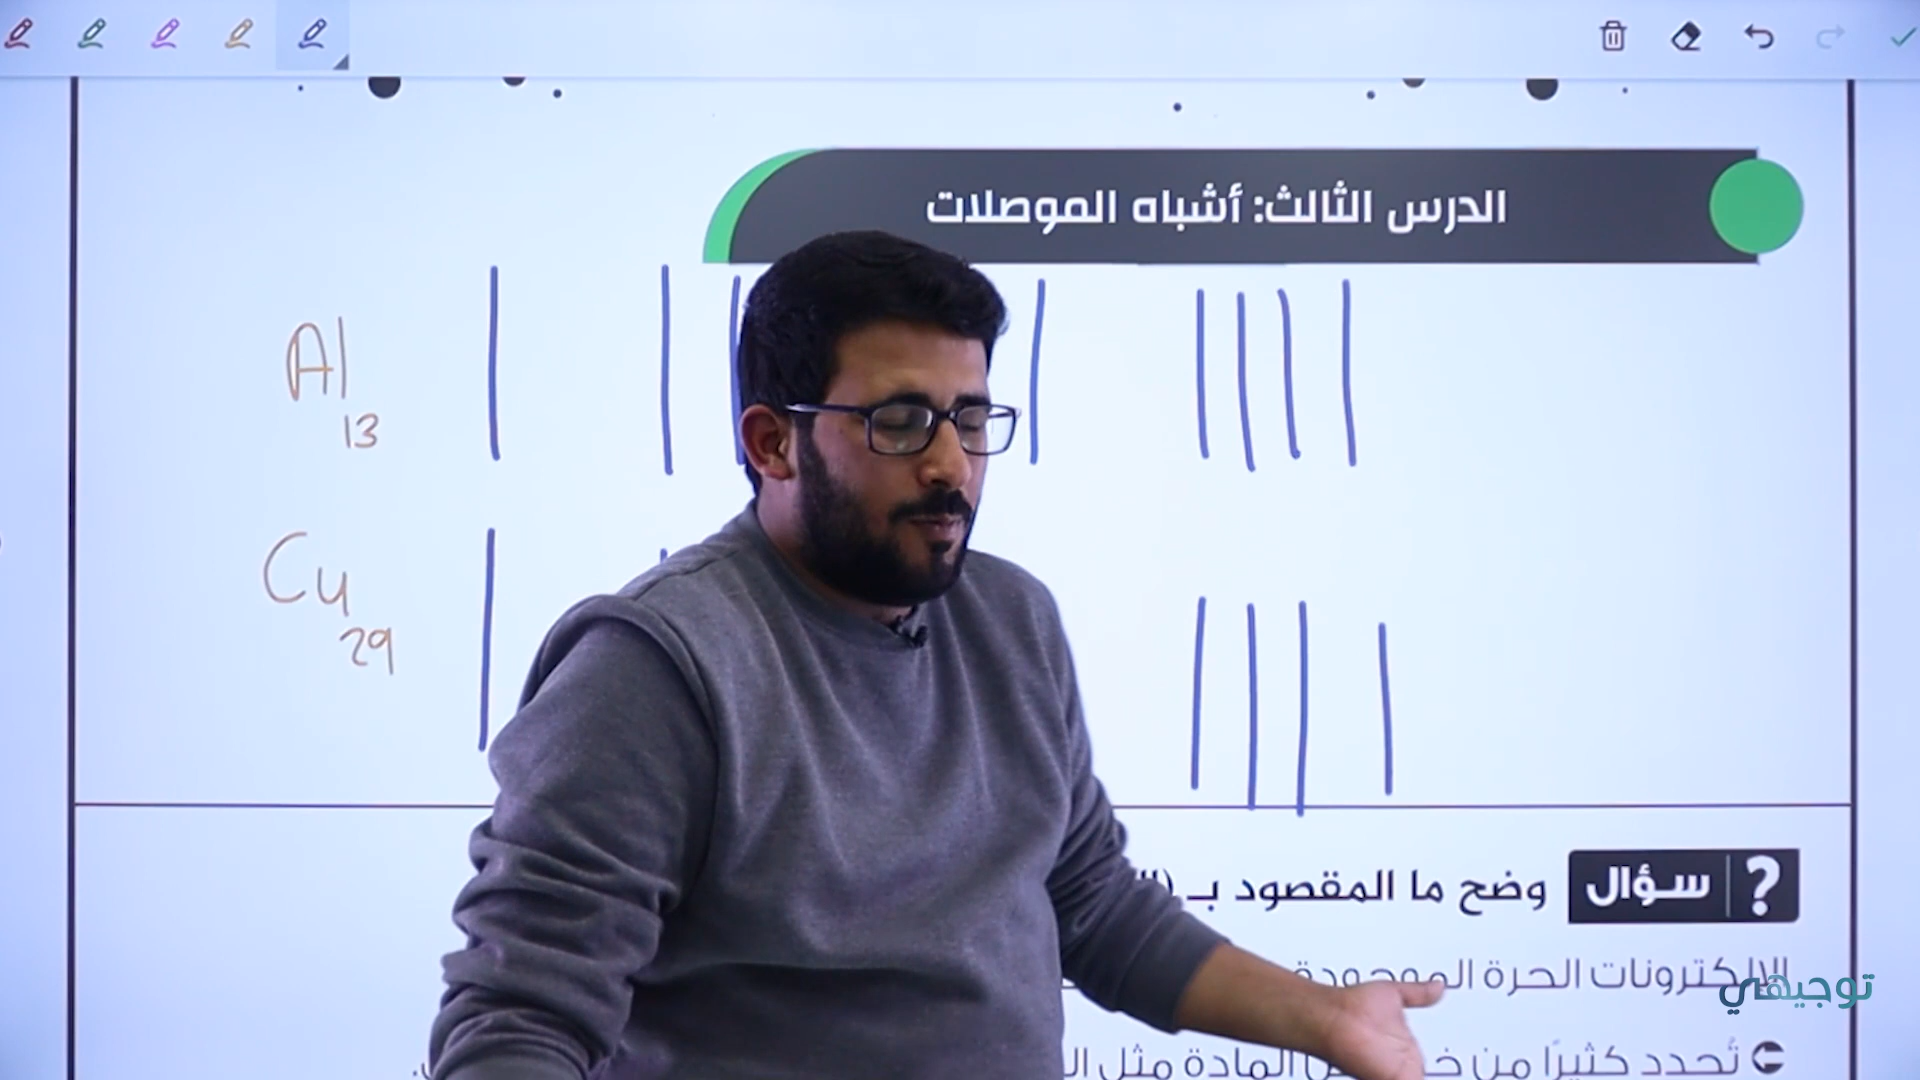 الدرس الثالث: أشباه الموصلات
Al
13
Cu
29
سؤال
وضح ما المقصود بـ
الإلكترونات الحرة الموجودة
تُحدد كثيرًا من المادة مثل
توجيهي